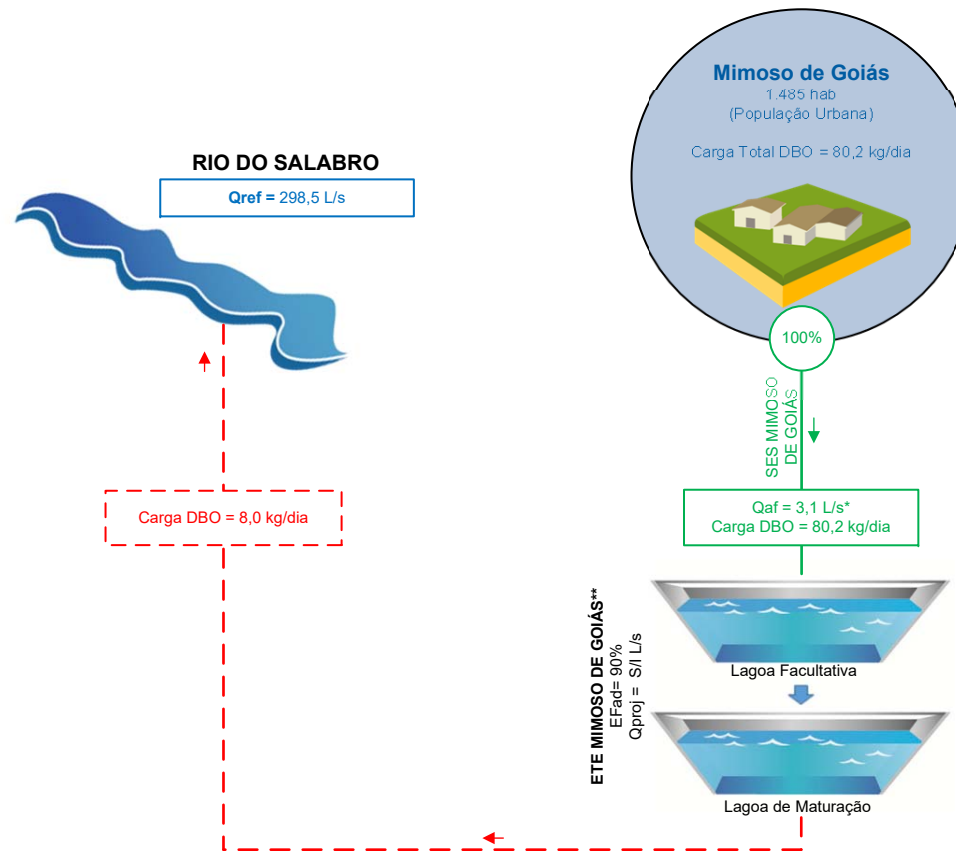 Mimoso de Goiás
1.485 hab
(População Urbana)
Carga Total DBO = 80,2 kg/dia
RIO DO SALABRO
Qref = 298,5 L/s
100%
SES MIMOSO
DE GOIÁS
Carga DBO = 8,0 kg/dia
Qaf = 3,1 L/s*
Carga DBO = 80,2 kg/dia
ETE MIMOSO DE GOIÁS**
EFad= 90%
Qproj = S/I L/s
Lagoa Facultativa
Lagoa de Maturação